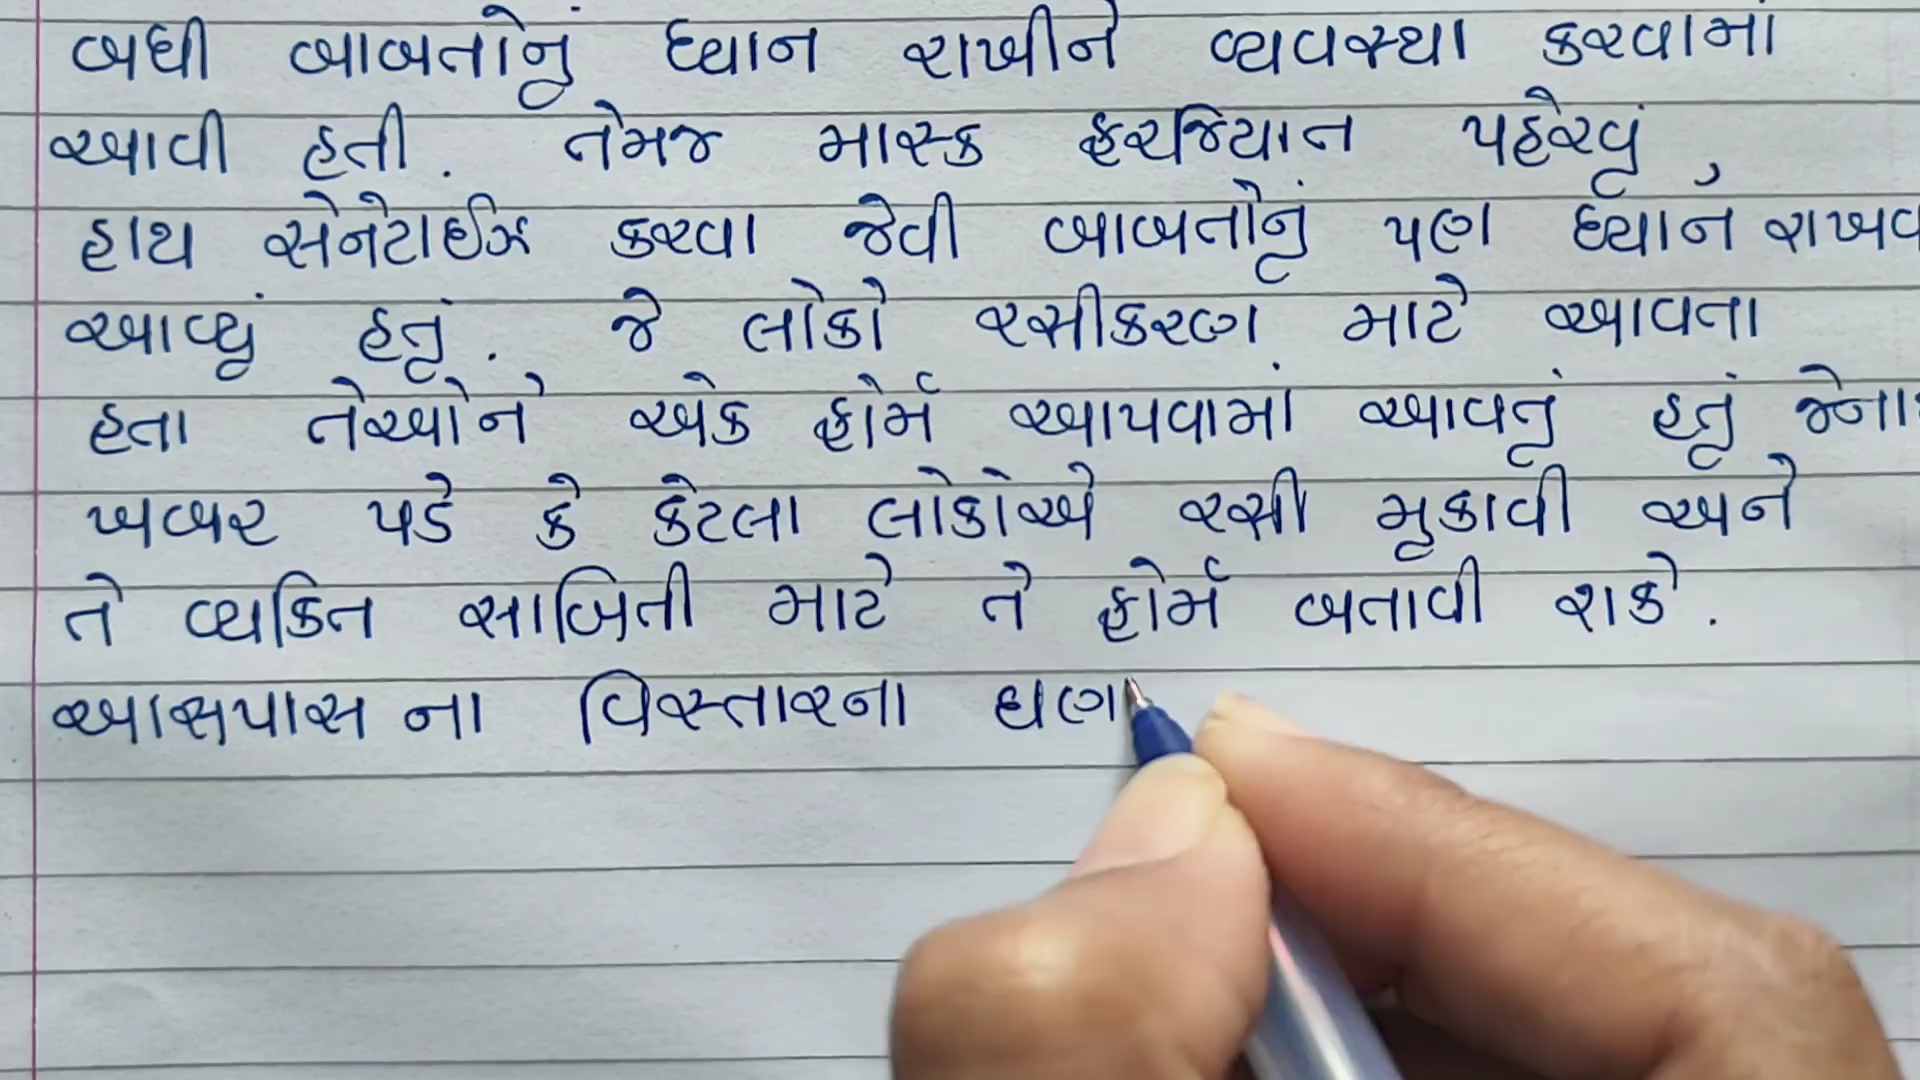 બધી બાબતોનું ધ્યાન રાખીને વ્યવસ્થા કરવામાં
આવી હતી. તેમજ માસ્ક ફરજિયાત પહેરવું,
હાથ સેનેટાઈઝ કરવા જેવી બાબતોનું પણ ધ્યાન રાખવ
આવ્યું હતું. જે લોકો રસીકરણ માટે આવતા
હતા તેઓને એક ફોર્મ આપવામાં આવતું હતું જેના
ખબર પડે કે કેટલા લોકોએ રસી મૂકાવી અને
તે વ્યકિત સાબિતી માટે તે ફોર્મ બતાવી શકે.
આસપાસ ના વિસ્તારના ઘણ